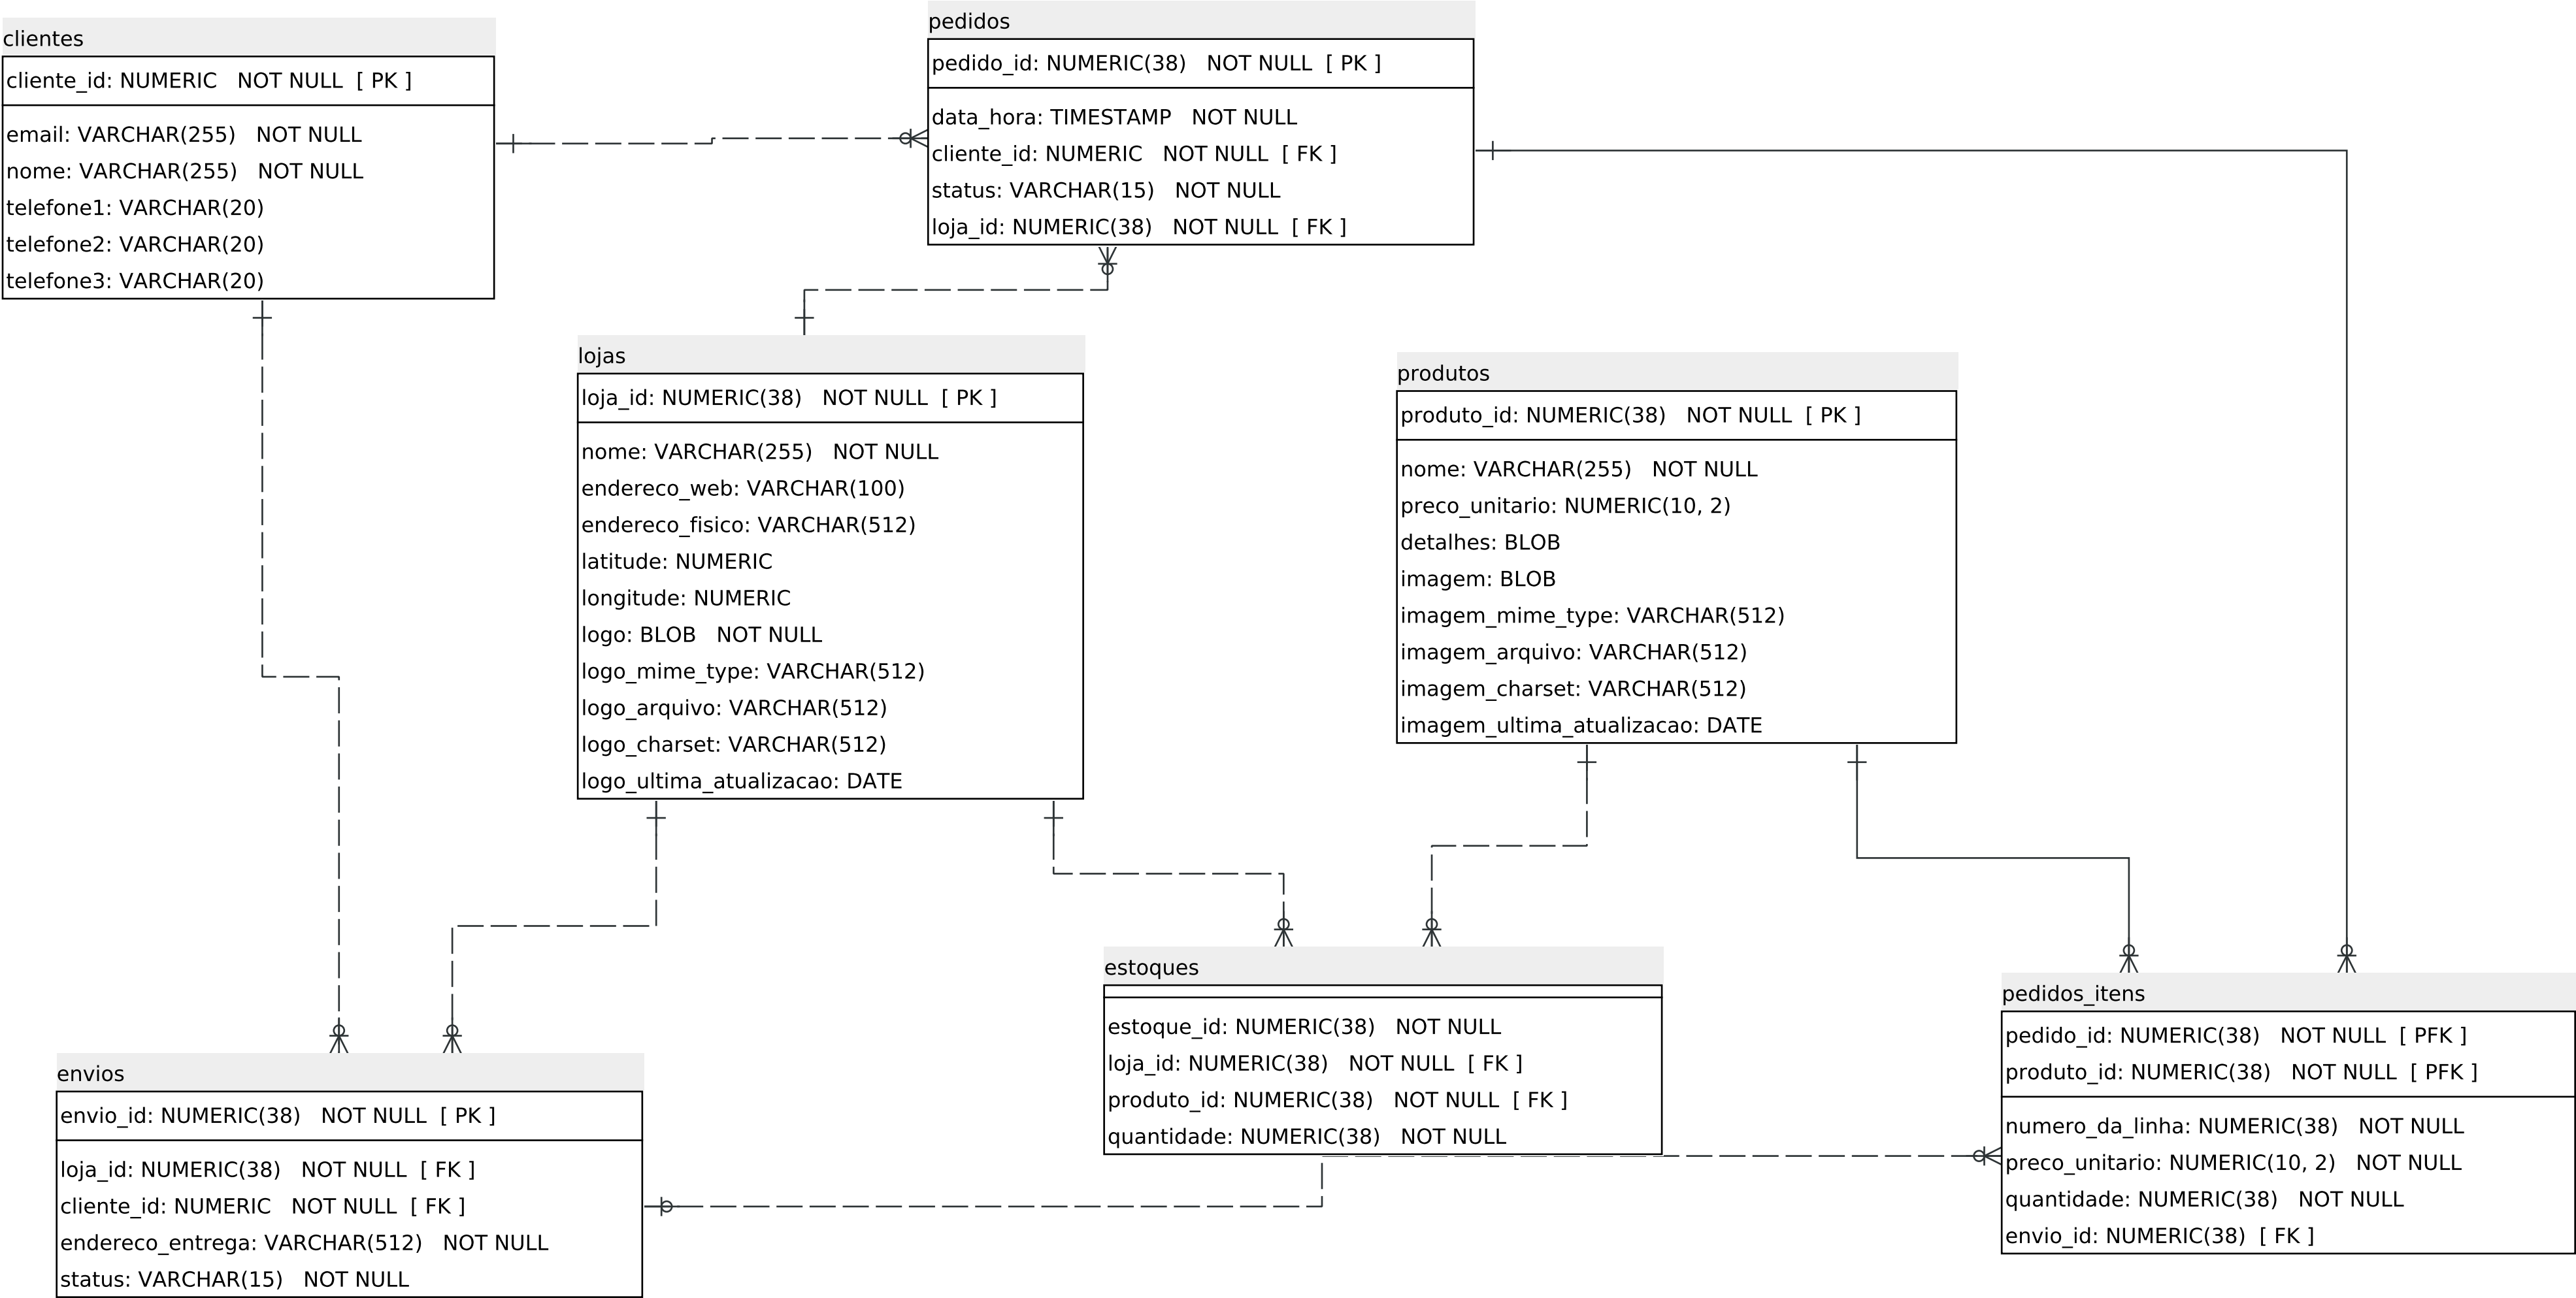 clientes
cliente_id: NUMERIC NOT NULL [ PK ]
email: VARCHAR(255) NOT NULL
nome: VARCHAR(255) NOT NULL
telefone1: VARCHAR(20)
telefone2: VARCHAR(20)
telefone3: VARCHAR(20)
pedidos
pedido_id: NUMERIC(38) NOT NULL [ PK ]
data_hora: TIMESTAMP NOT NULL
cliente_id: NUMERIC NOT NULL [ FK ]
status: VARCHAR(15) NOT NULL
loja_id: NUMERIC(38) NOT NULL [ FK ]
lojas
loja_id: NUMERIC(38) NOT NULL [ PK ]
nome: VARCHAR(255) NOT NULL
endereco_web: VARCHAR(100)
endereco_fisico: VARCHAR(512)
latitude: NUMERIC
longitude: NUMERIC
logo: BLOB NOT NULL
logo_mime_type: VARCHAR(512)
logo_arquivo: VARCHAR(512)
logo_charset: VARCHAR(512)
logo_ultima_atualizacao: DATE
produtos
produto_id: NUMERIC(38) NOT NULL [ PK ]
nome: VARCHAR(255) NOT NULL
preco_unitario: NUMERIC(10, 2)
detalhes: BLOB
imagem: BLOB
imagem_mime_type: VARCHAR(512)
imagem_arquivo: VARCHAR(512)
imagem_charset: VARCHAR(512)
imagem_ultima_atualizacao: DATE
envios
envio_id: NUMERIC(38) NOT NULL [ PK ]
loja_id: NUMERIC(38) NOT NULL [ FK ]
cliente_id: NUMERIC NOT NULL [ FK ]
endereco_entrega: VARCHAR(512) NOT NULL
status: VARCHAR(15) NOT NULL
estoques
estoque_id: NUMERIC(38) NOT NULL
loja_id: NUMERIC(38) NOT NULL [ FK ]
produto_id: NUMERIC(38) NOT NULL [ FK ]
quantidade: NUMERIC(38) NOT NULL
pedidos_itens
pedido_id: NUMERIC(38) NOT NULL [ PFK ]
produto_id: NUMERIC(38) NOT NULL [ PFK ]
numero_da_linha: NUMERIC(38) NOT NULL
preco_unitario: NUMERIC(10, 2) NOT NULL
quantidade: NUMERIC(38) NOT NULL
envio_id: NUMERIC(38) [ FK ]